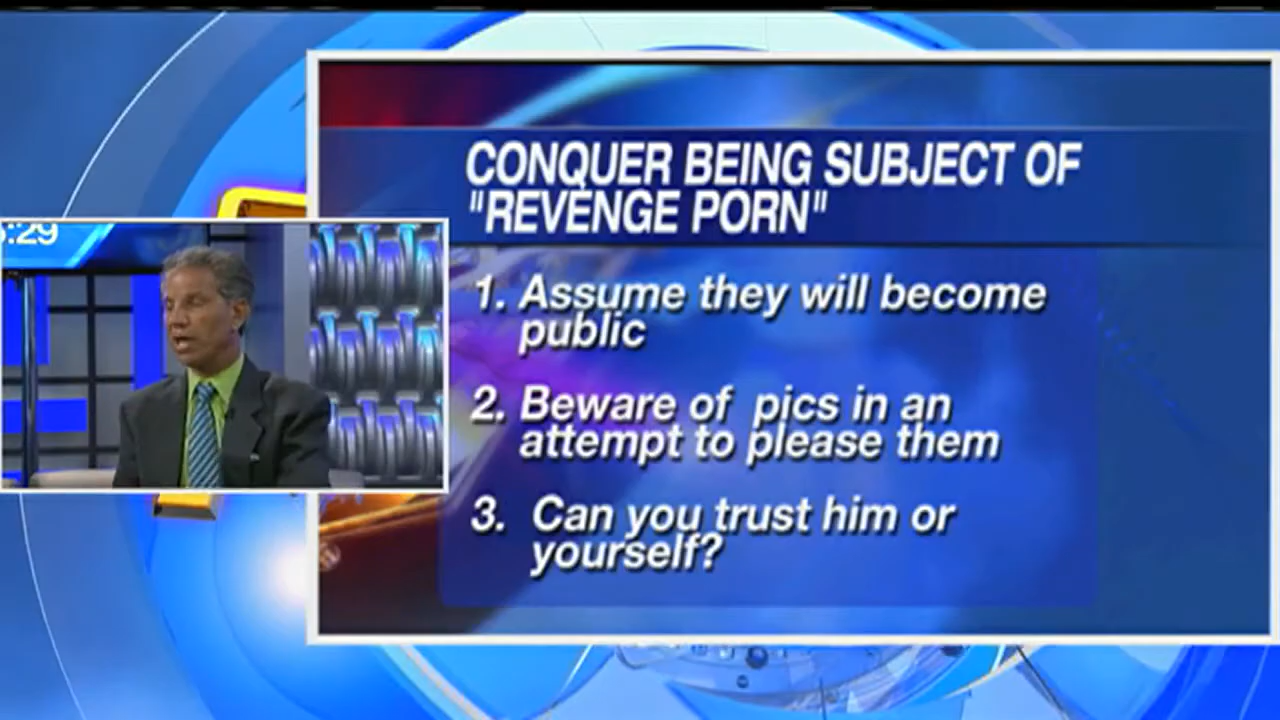 :29
CONQUER BEING SUBJECT OF
"REVENGE PORN"
1. Assume they will become
public
2. Beware of pics in an
attempt to please them
3. Can you trust him or
yourself?